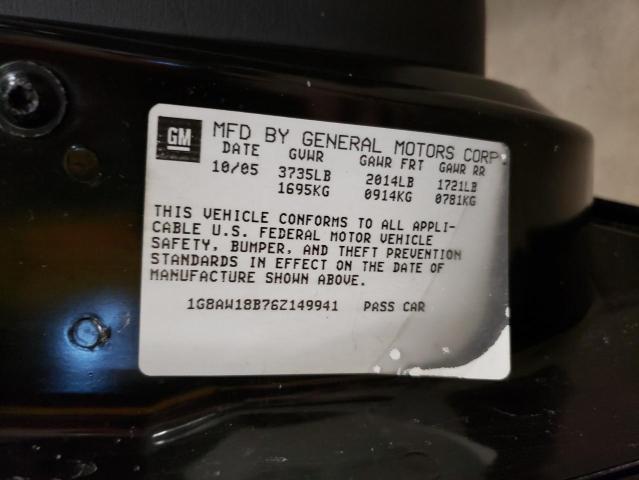 GM MFD BY GENERAL MOTORS CORP
DATE GVWR GAWR FRT GAWR RR
10/05 3735LB 2014LB 1721LB
1695KG 0914KG 0781KG
THIS VEHICLE CONFORMS TO ALL APPLI-
CABLE U.S. FEDERAL MOTOR VEHICLE
SAFETY, BUMPER, AND THEFT PREVENTION
STANDARDS IN EFFECT ON THE DATE OF
MANUFACTURE SHOWN ABOVE.
1G8AW18B76Z149941 PASS CAR